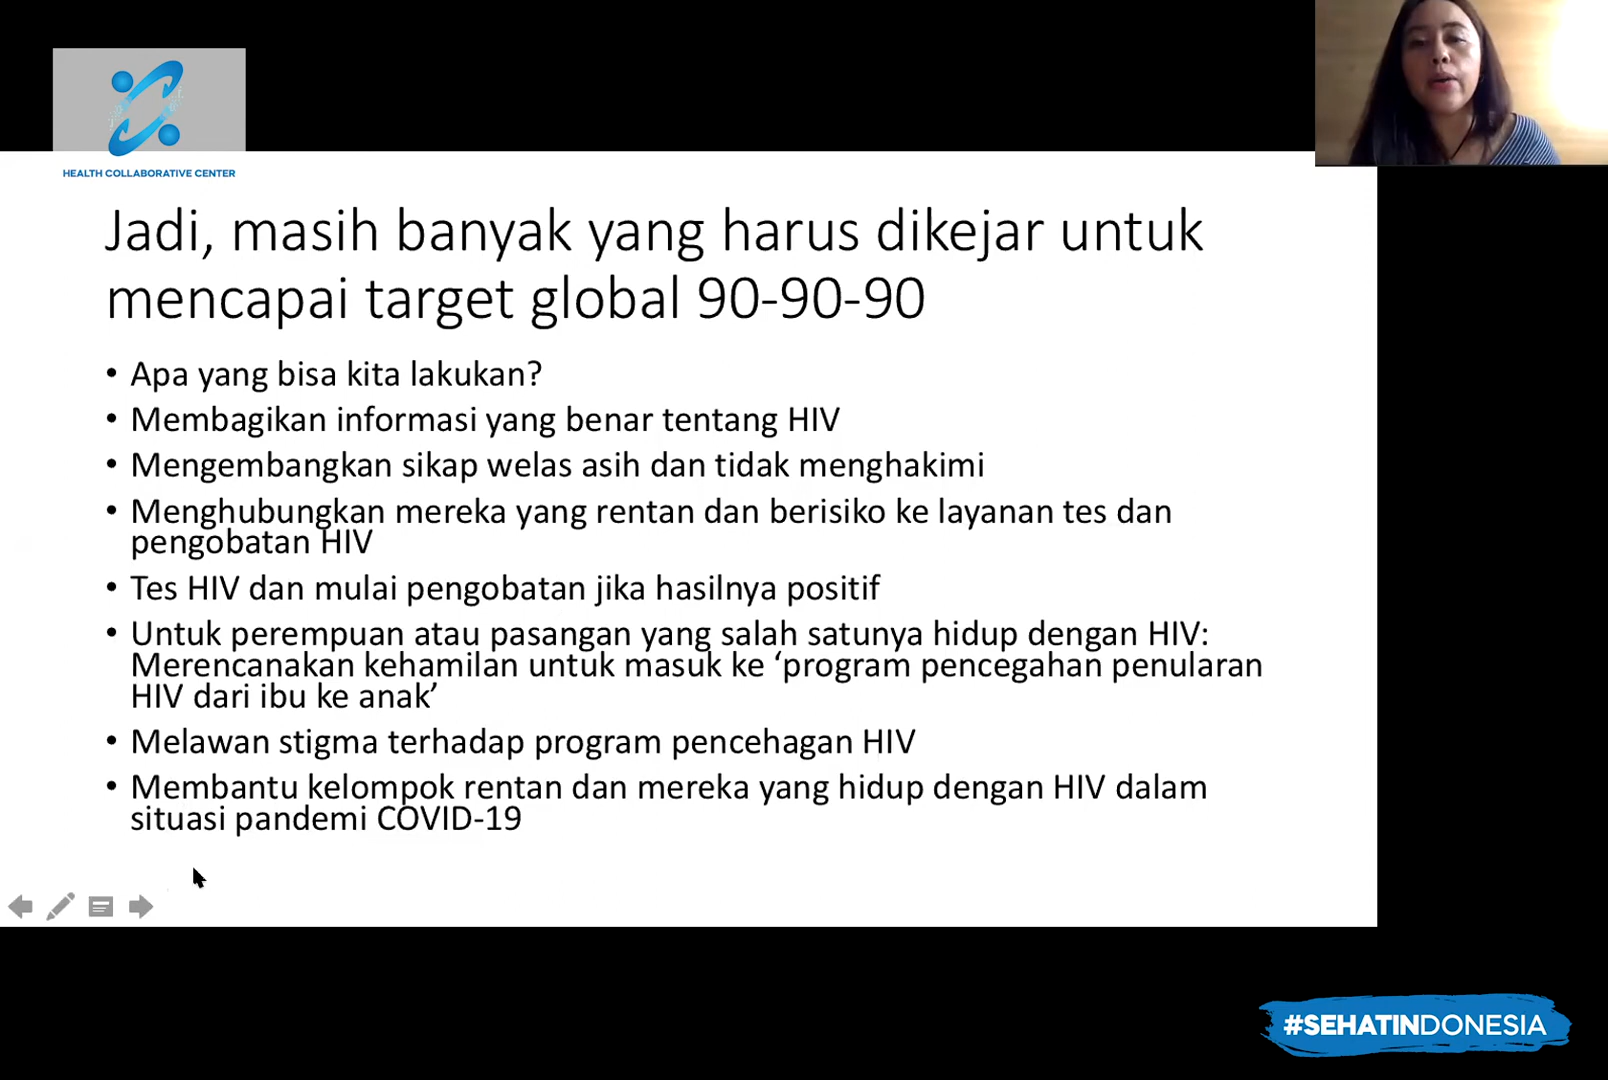 HEALTH COLLABORATIVE CENTER
Jadi, masih banyak yang harus dikejar untuk
mencapai target global 90-90-90
• Apa yang bisa kita lakukan?
• Membagikan informasi yang benar tentang HIV
• Mengembangkan sikap welas asih dan tidak menghakimi
• Menghubungkan mereka yang rentan dan berisiko ke layanan tes dan
pengobatan HIV
• Tes HIV dan mulai pengobatan jika hasilnya positif
• Untuk perempuan atau pasangan yang salah satunya hidup dengan HIV:
Merencanakan kehamilan untuk masuk ke ‘program pencegahan penularan
HIV dari ibu ke anak’
• Melawan stigma terhadap program pencehagan HIV
• Membantu kelompok rentan dan mereka yang hidup dengan HIV dalam
situasi pandemi COVID-19
#SEHATINDONESIA